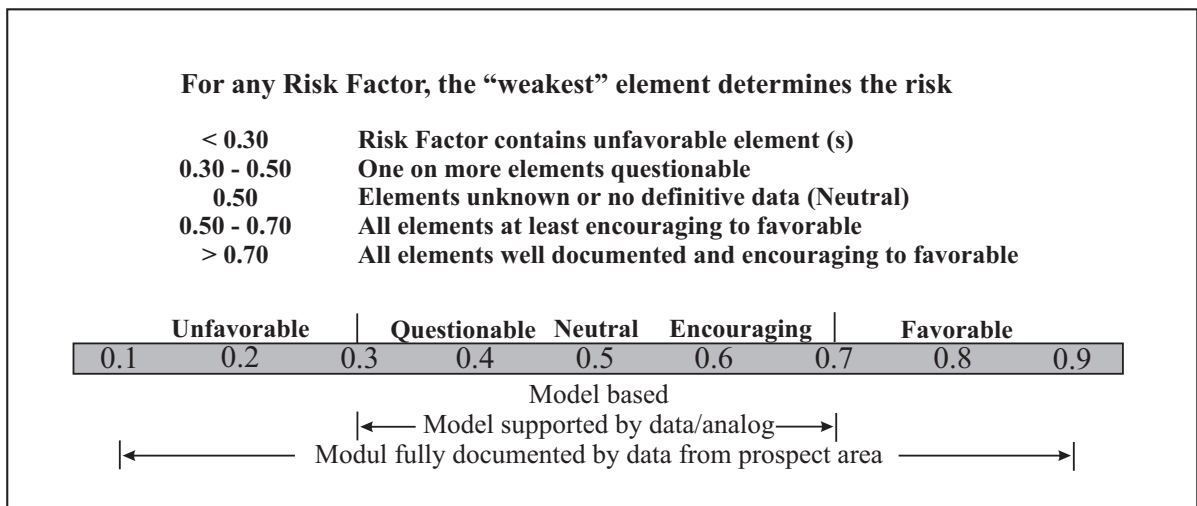 For any Risk Factor, the “weakest” element determines the risk
< 0.30 Risk Factor contains unfavorable element (s)
0.30 - 0.50 One on more elements questionable
0.50 Elements unknown or no definitive data (Neutral)
0.50 - 0.70 All elements at least encouraging to favorable
> 0.70 All elements well documented and encouraging to favorable
Unfavorable Questionable Neutral Encouraging Favorable
0.1 0.2 0.3 0.4 0.5 0.6 0.7 0.8 0.9
Model based
Model supported by data/analog
Modul fully documented by data from prospect area